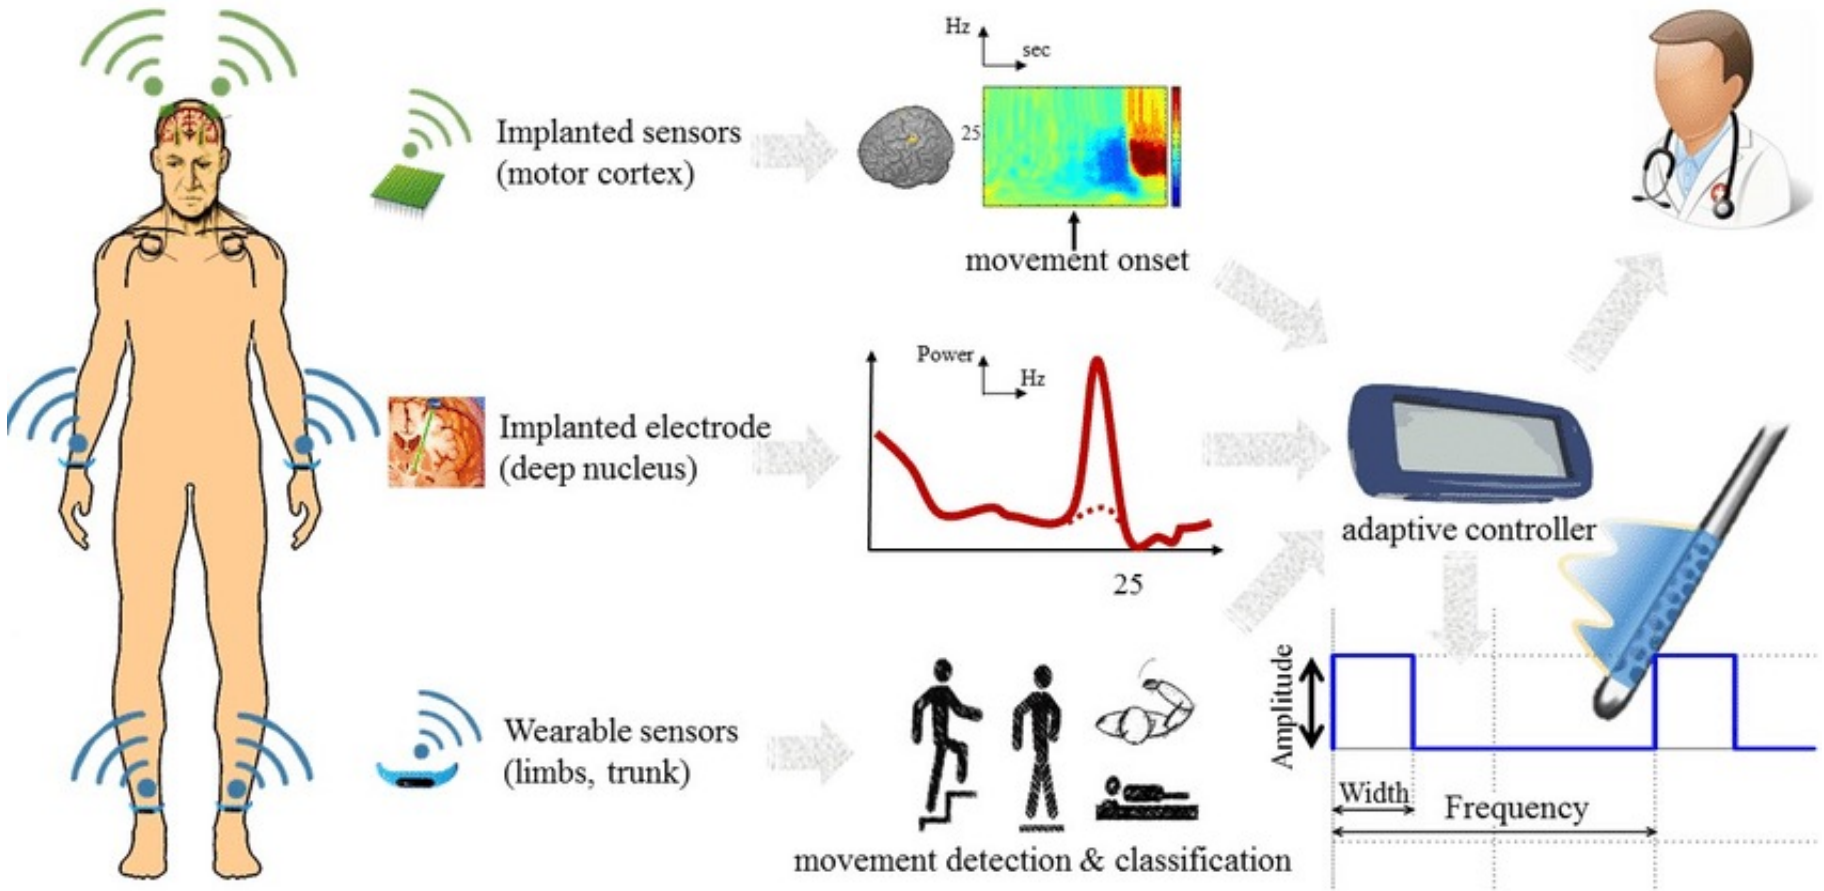 Hz
sec
Implanted sensors
(motor cortex)
25
movement onset
Power
Hz
Implanted electrode
(deep nucleus)
25
adaptive controller
Wearable sensors
(limbs, trunk)
Amplitude
Width
Frequency
movement detection & classification